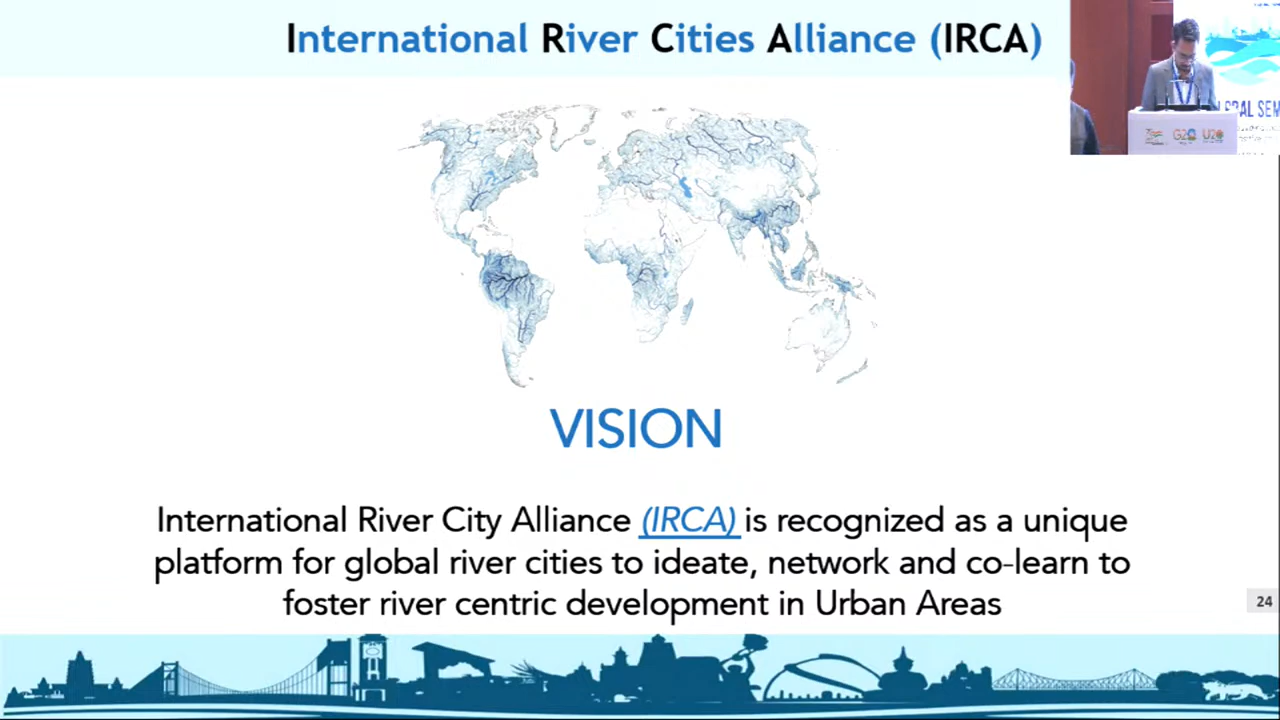 International River Cities Alliance (IRCA)
G20 U20
VISION
International River City Alliance (IRCA) is recognized as a unique
platform for global river cities to ideate, network and co-learn to
foster river centric development in Urban Areas
24